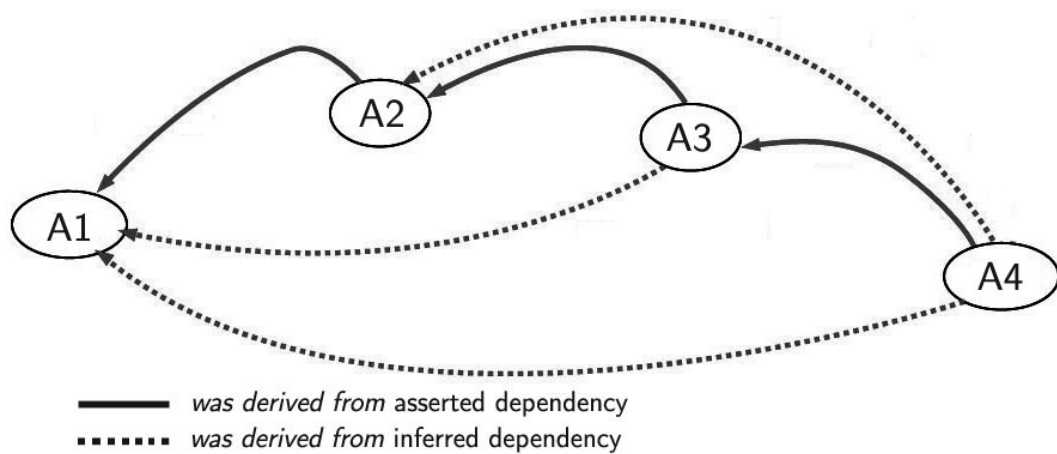 A2
A3
A1
A4
was derived from asserted dependency
was derived from inferred dependency